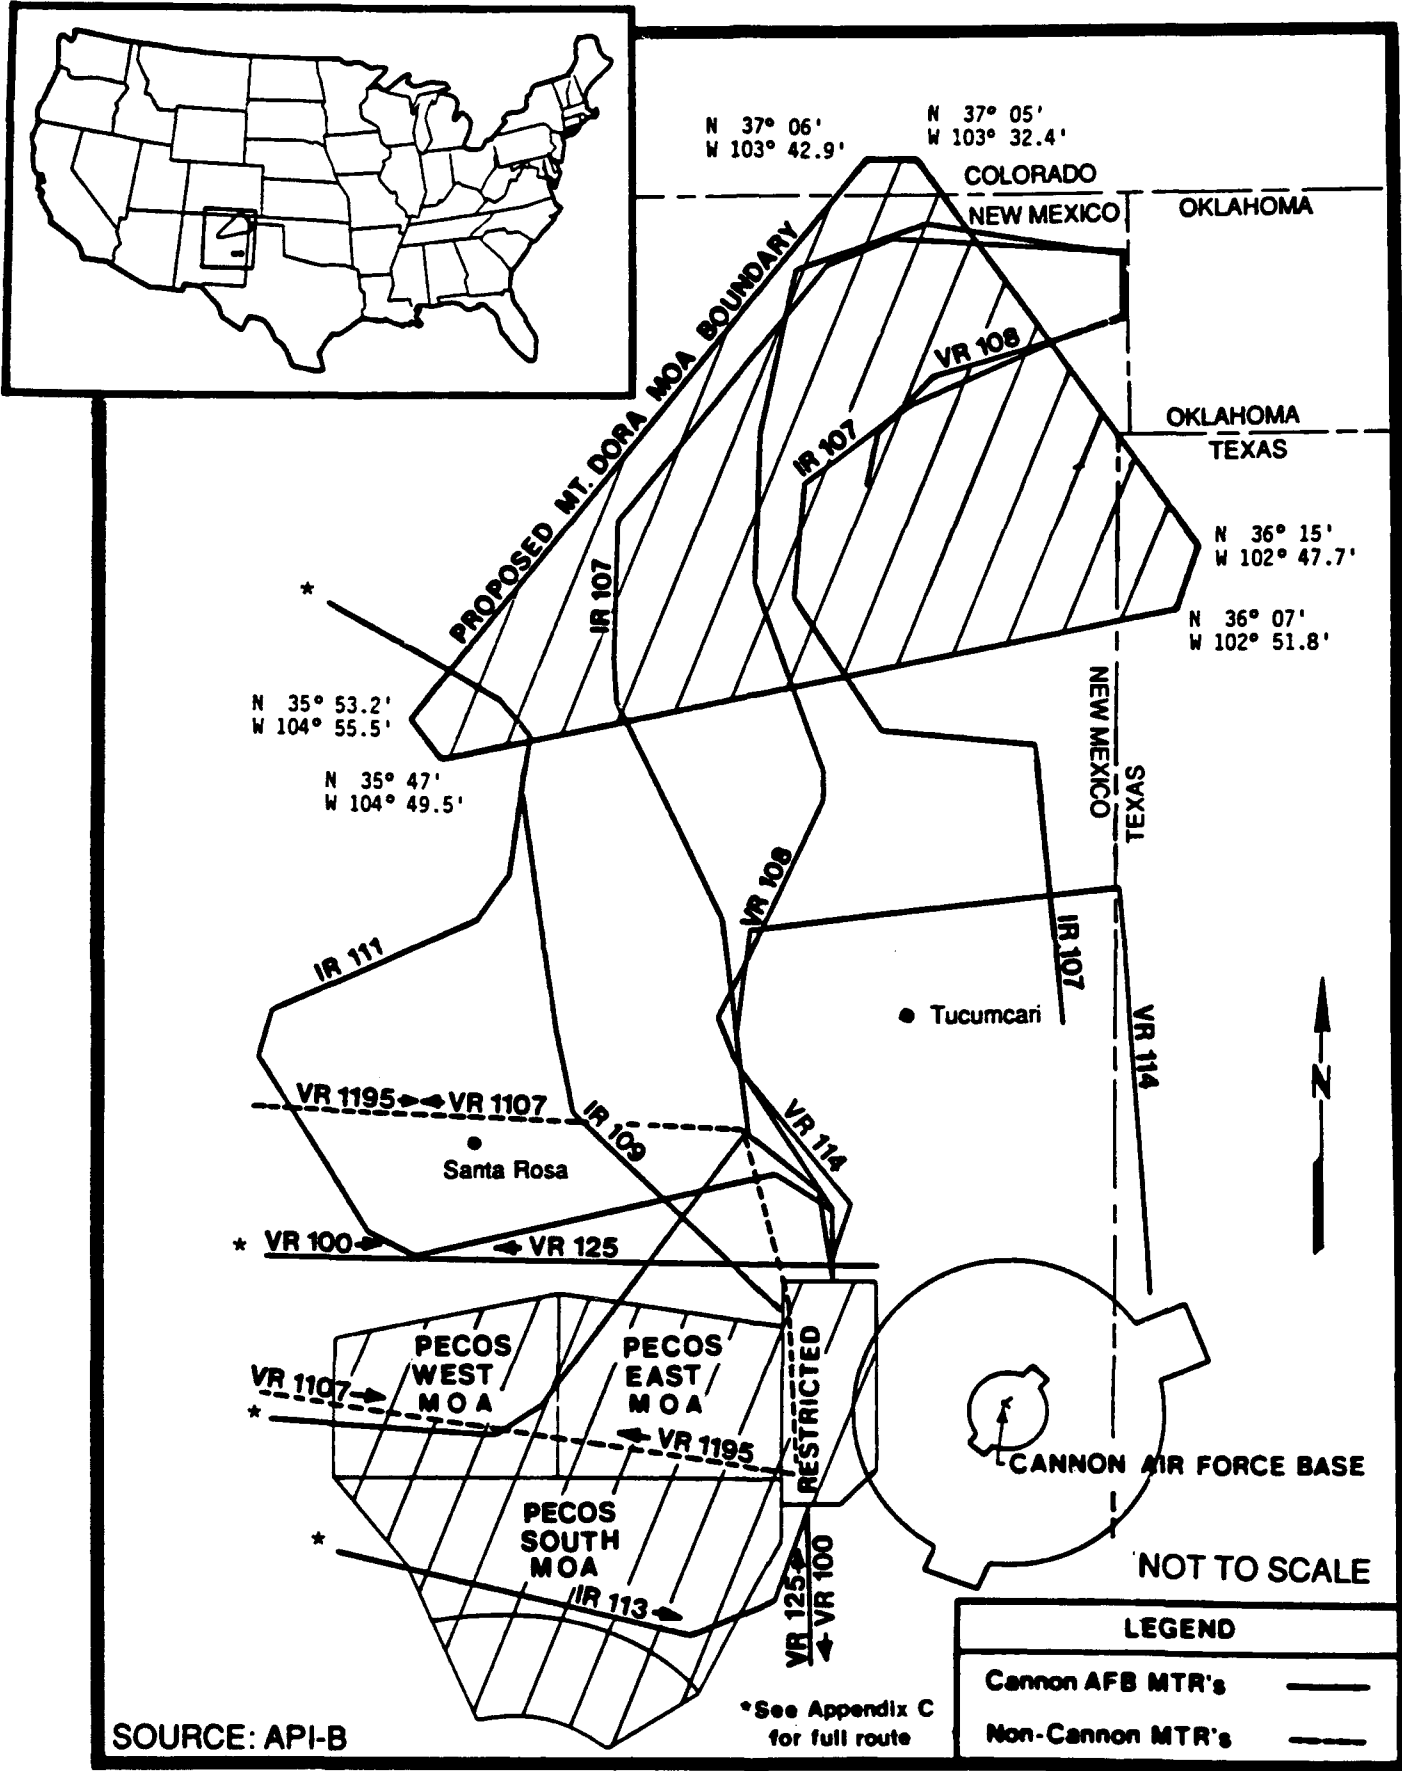 N 37° 06'
W 103° 42.9'
N 37° 05'
W 103° 32.4'
COLORADO
NEW MEXICO
OKLAHOMA
PROPOSED MT. DORA MOA BOUNDARY
VR 108
OKLAHOMA
TEXAS
IR 107
N 36° 15'
W 102° 47.7'
*
IR 107
N 36° 07'
W 102° 51.8'
N 35° 53.2'
W 104° 55.5'
NEW MEXICO
TEXAS
N 35° 47'
W 104° 49.5'
VR 108
IR 111
IR 107
Tucumcari
VR 114
N
VR 1195
VR 1107
IR 109
VR 114
Santa Rosa
* VR 100
VR 125
PECOS
WEST
MOA
PECOS
EAST
MOA
RESTRICTED
VR 1107
*
VR 1195
CANNON AIR FORCE BASE
PECOS
SOUTH
MOA
*
IR 113
VR 125
VR 100
NOT TO SCALE
LEGEND
Cannon AFB MTR's
Non-Cannon MTR's
*See Appendix C
for full route
SOURCE: API-B